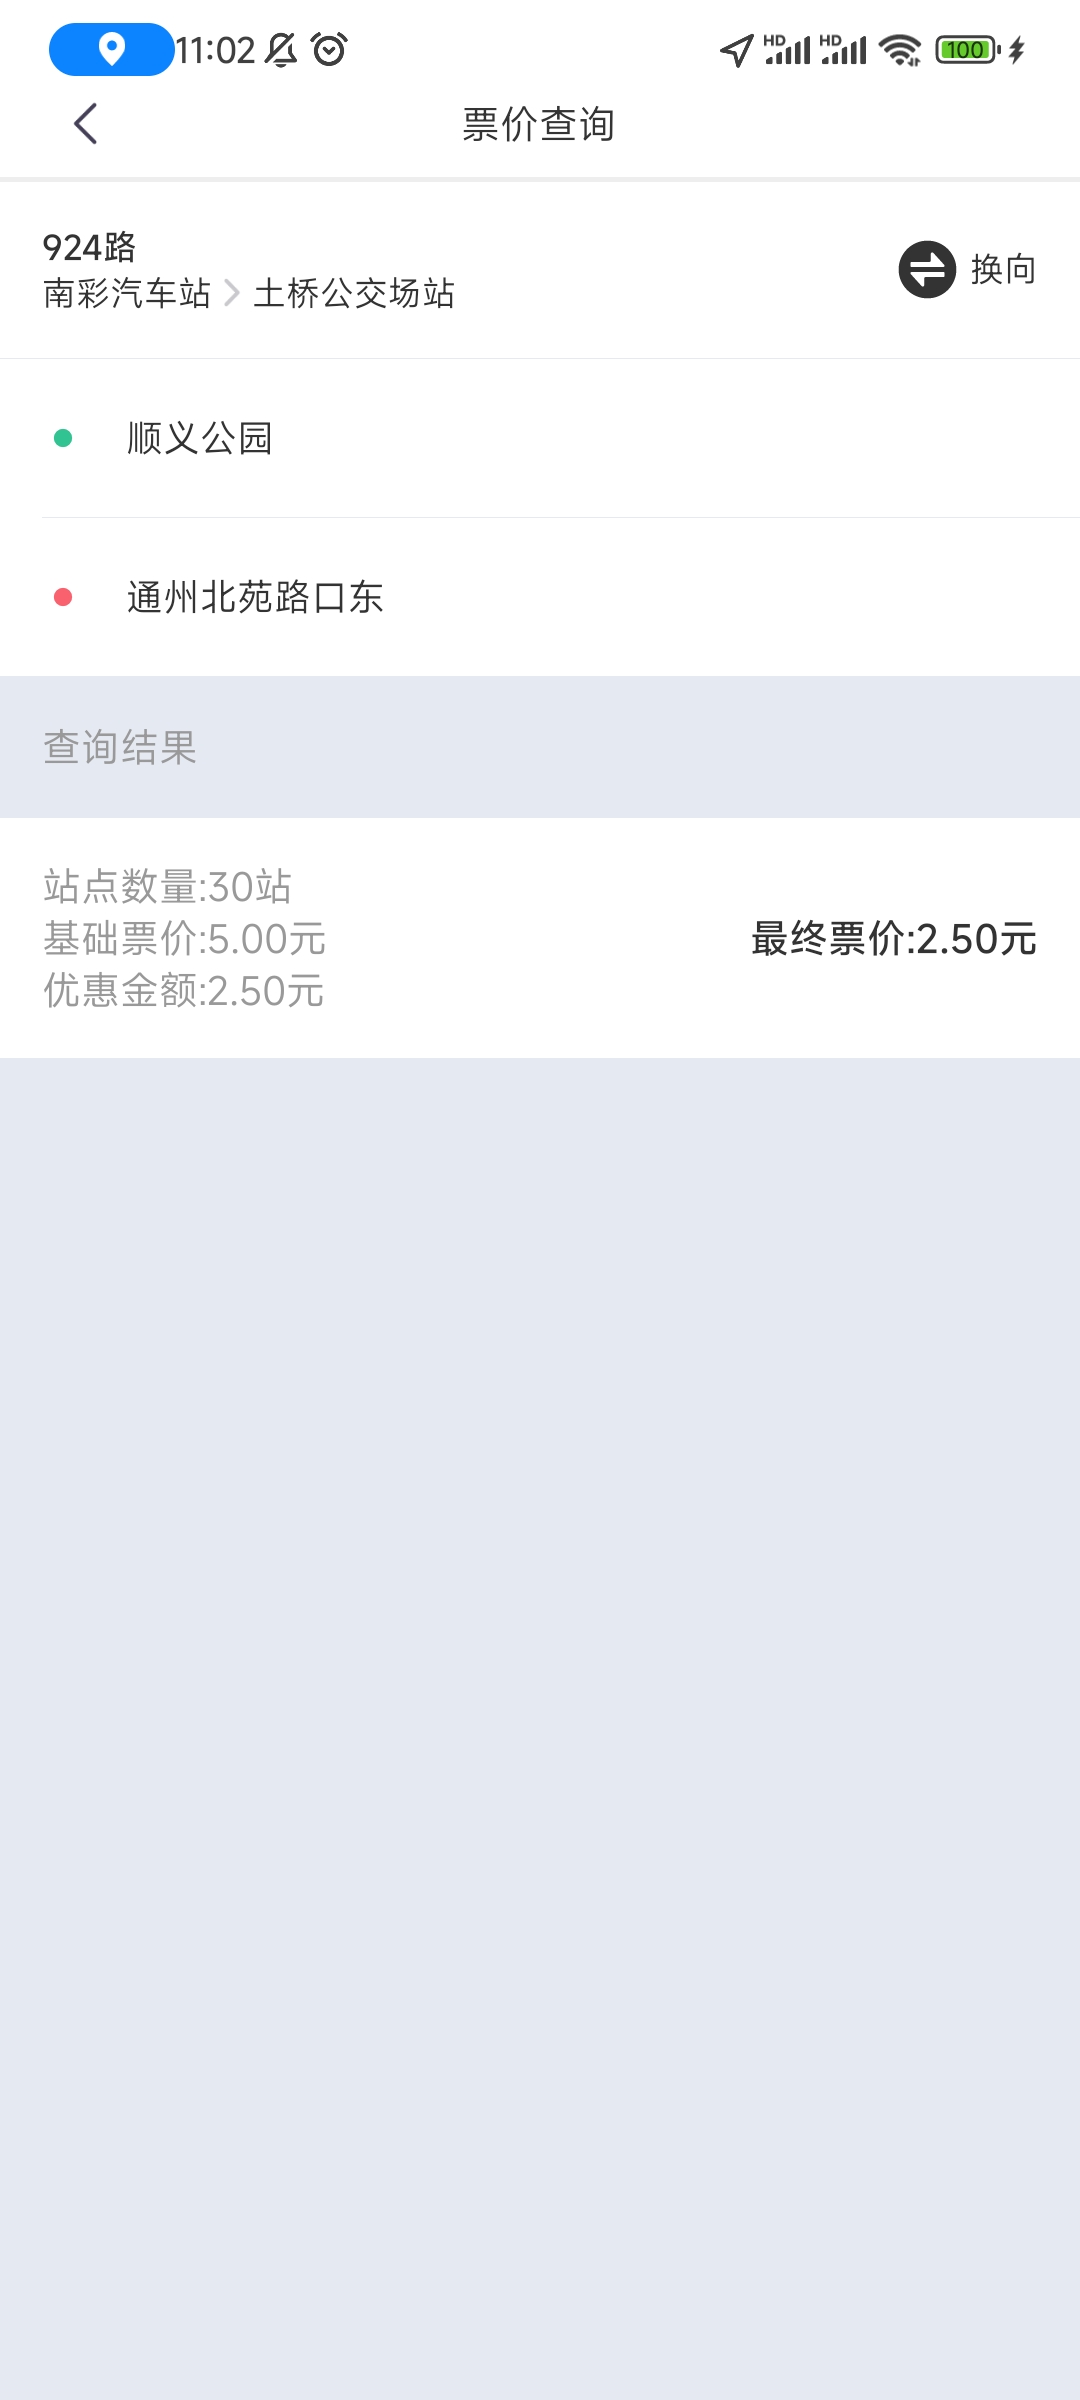 11:02
HD HD 100
票价查询
924路
南彩汽车站 > 土桥公交场站
换向
顺义公园
通州北苑路口东
查询结果
站点数量:30站
基础票价:5.00元
优惠金额:2.50元
最终票价:2.50元